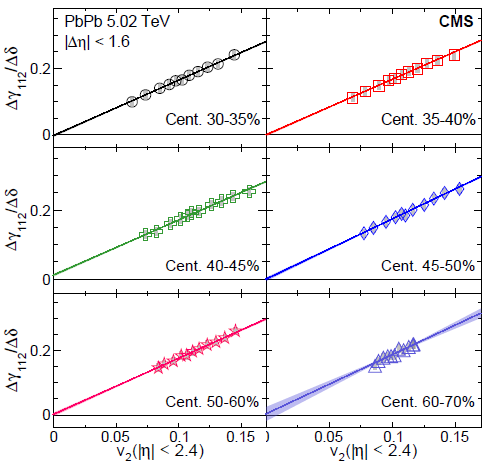 PbPb 5.02 TeV
|Δη| < 1.6
CMS
Δγ112/Δδ
0.2
0
Cent. 30-35%
Cent. 35-40%
Δγ112/Δδ
0.2
0
Cent. 40-45%
Cent. 45-50%
Δγ112/Δδ
0.2
0
Cent. 50-60%
Cent. 60-70%
0 0.05 0.1 0.15 0.05 0.1 0.15
v2(|η| < 2.4) v2(|η| < 2.4)